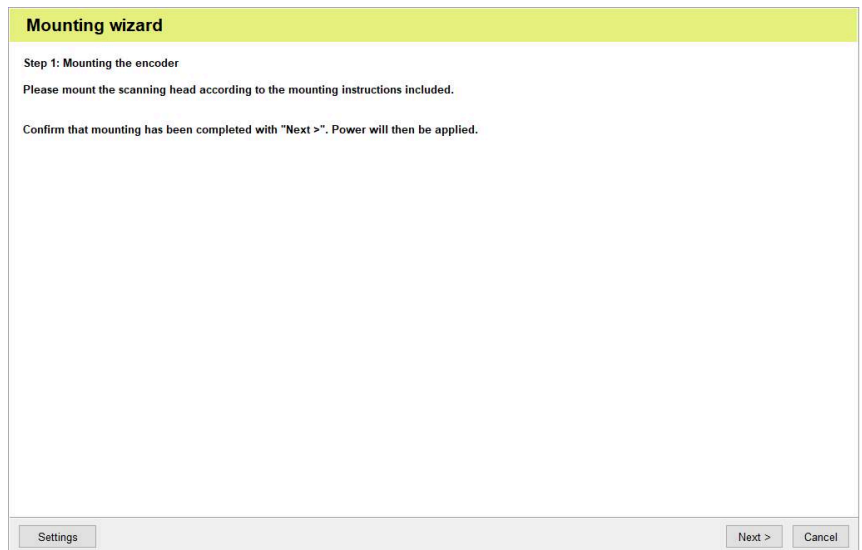 Mounting wizard
Step 1: Mounting the encoder
Please mount the scanning head according to the mounting instructions included.
Confirm that mounting has been completed with "Next >". Power will then be applied.
Settings
Next >
Cancel